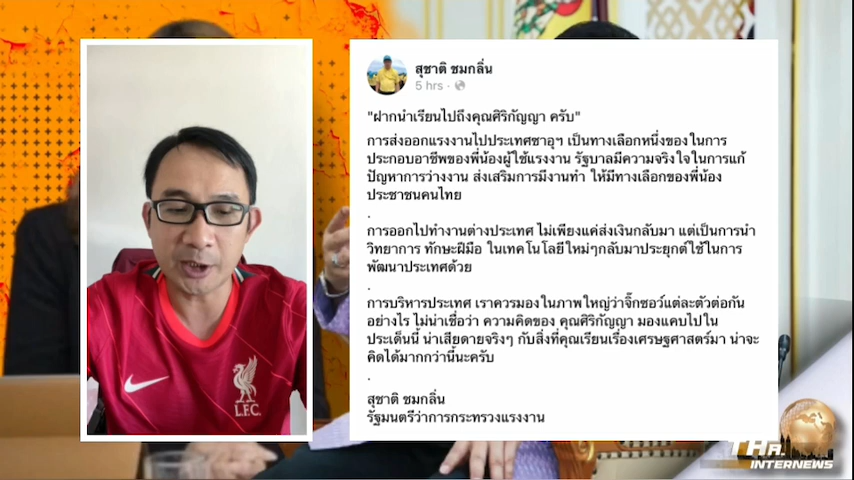 สุชาติ ชมกลิ่น
5 hrs ·
"ฝากนำเรียนไปถึงคุณศิริกัญญา ครับ"
การส่งออกแรงงานไปประเทศซาอุฯ เป็นทางเลือกหนึ่งของในการ
ประกอบอาชีพของพี่น้องผู้ใช้แรงงาน รัฐบาลมีความจริงใจในการแก้
ปัญหาการว่างงาน ส่งเสริมการมีงานทำ ให้มีทางเลือกของพี่น้อง
ประชาชนคนไทย
.
การออกไปทำงานต่างประเทศ ไม่เพียงแค่ส่งเงินกลับมา แต่เป็นการนำ
วิทยาการ ทักษะฝีมือ ในเทคโนโลยีใหม่ๆกลับมาประยุกต์ใช้ในการ
พัฒนาประเทศด้วย
.
การบริหารประเทศ เราควรมองในภาพใหญ่ว่าจิ๊กซอว์แต่ละตัวต่อกัน
อย่างไร ไม่น่าเชื่อว่า ความคิดของ คุณศิริกัญญา มองแคบไปใน
ประเด็นนี้ น่าเสียดายจริงๆ กับสิ่งที่คุณเรียนเรื่องเศรษฐศาสตร์มา น่าจะ
คิดได้มากกว่านี้นะครับ
.
สุชาติ ชมกลิ่น
รัฐมนตรีว่าการกระทรวงแรงงาน
L.F.C.
THR.
INTERNEWS